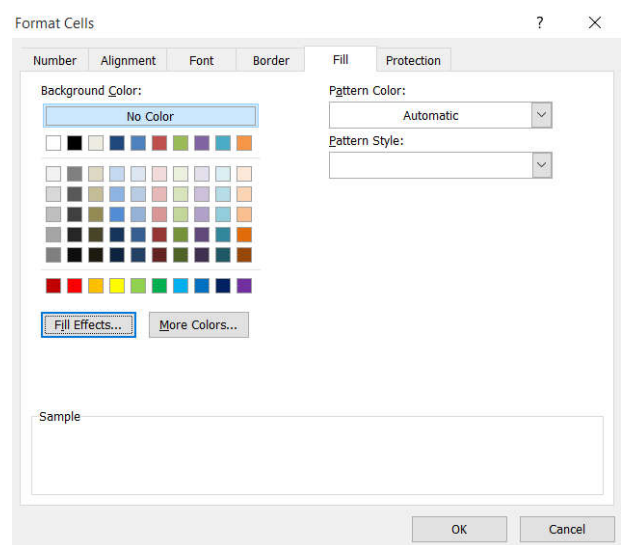 Format Cells
?
Number Alignment Font Border Fill Protection
Background Color:
No Color
Pattern Color:
Automatic
Pattern Style:
Fill Effects...
More Colors...
Sample
OK
Cancel